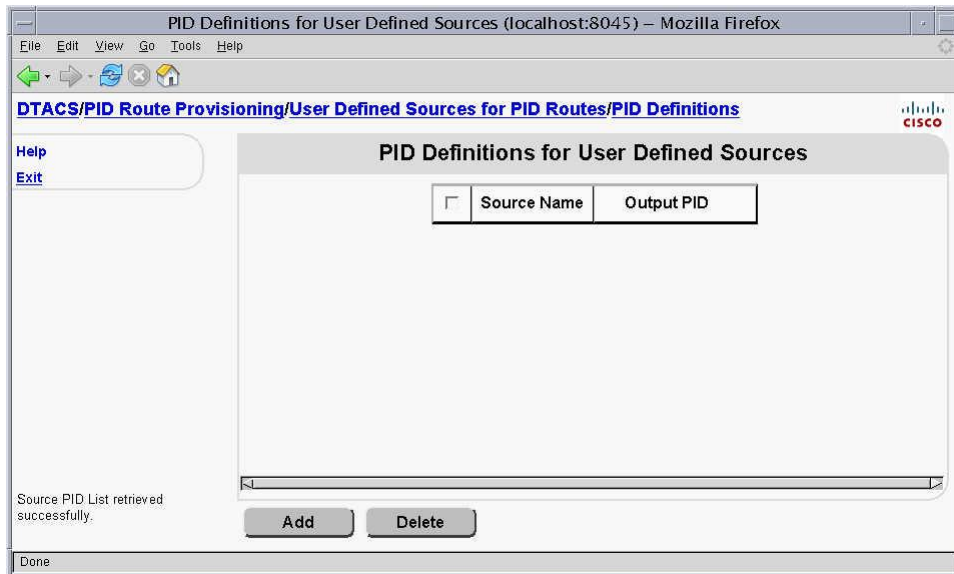 PID Definitions for User Defined Sources (localhost:8045) – Mozilla Firefox
File Edit View Go Tools Help
DTACS/PID Route Provisioning/User Defined Sources for PID Routes/PID Definitions
CISCO
Help
Exit
PID Definitions for User Defined Sources
Source Name Output PID
Source PID List retrieved
successfully.
Add Delete
Done